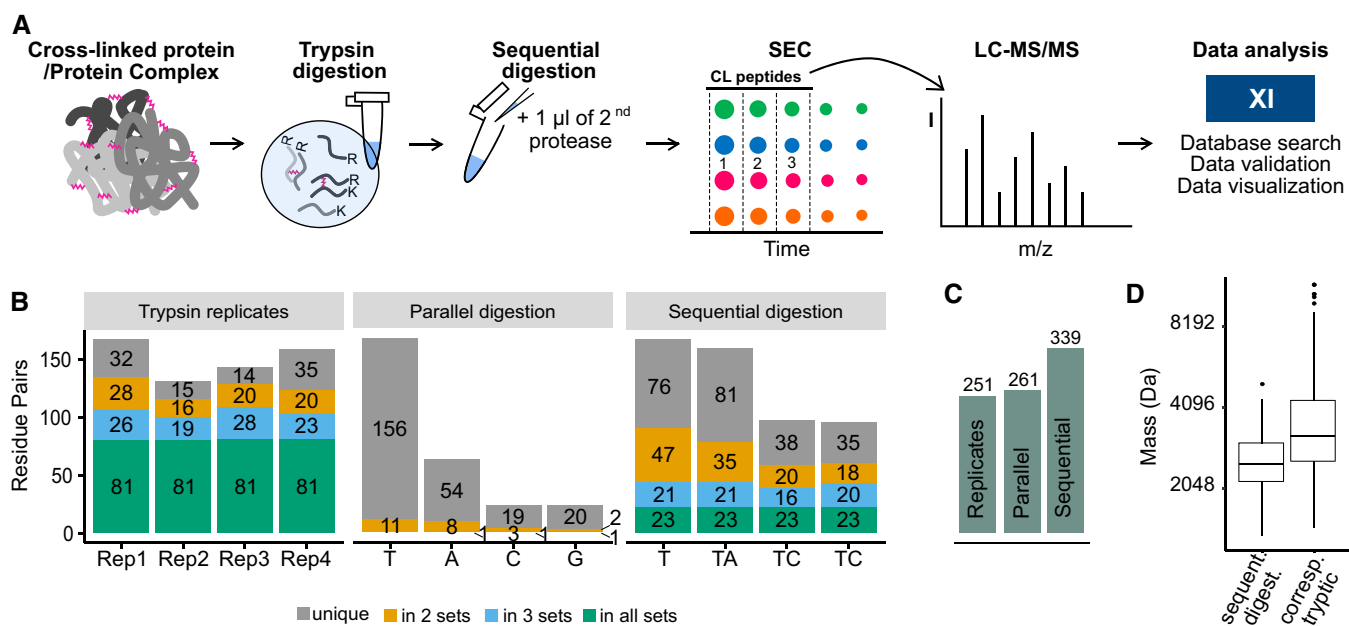 A
Cross-linked protein
/Protein Complex
Trypsin
digestion
Sequential
digestion
SEC
LC-MS/MS
Data analysis
R
R
R
R
K
K
+ 1 µl of 2nd
protease
CL peptides
1
2
3
Time
I
m/z
XI
Database search
Data validation
Data visualization
B
Trypsin replicates
Parallel digestion
Sequential digestion
Residue Pairs
150
100
50
0
32
28
26
81
15
16
19
81
14
20
28
81
35
20
23
81
Rep1
Rep2
Rep3
Rep4
156
11
54
8
1
19
3
1
20
2
1
T
A
C
G
76
47
21
23
81
35
21
23
38
20
16
23
35
18
20
23
T
TA
TC
TC
unique
in 2 sets
in 3 sets
in all sets
C
251
261
339
Replicates
Parallel
Sequential
D
Mass (Da)
8192
4096
2048
sequent.
digest.
corresp.
tryptic